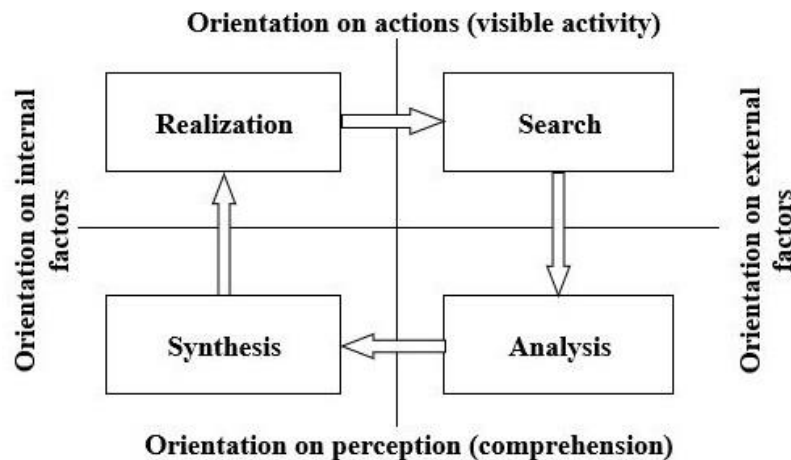 Orientation on actions (visible activity)
Orientation on internal
factors
Realization
Search
Orientation on external
factors
Synthesis
Analysis
Orientation on perception (comprehension)